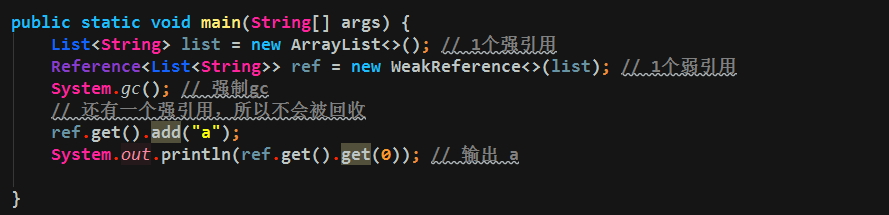 public static void main(String[] args) {
List<String> list = new ArrayList<>(); // 1个强引用
Reference<List<String>> ref = new WeakReference<>(list); // 1个弱引用
System.gc(); // 强制gc
// 还有一个强引用，所以不会被回收
ref.get().add("a");
System.out.println(ref.get().get(0)); // 输出 a
}